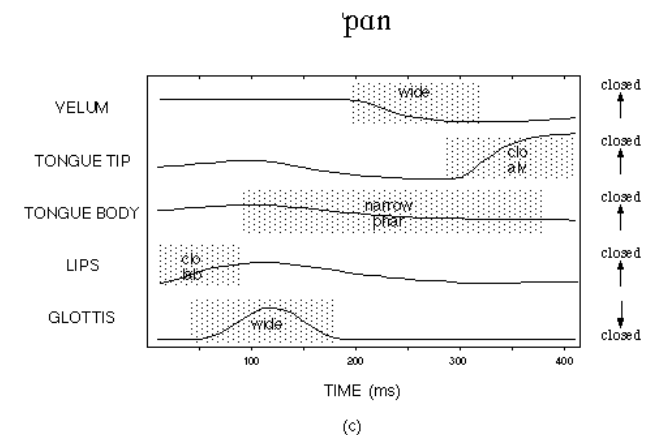 ˈpɑn
VELUM
TONGUE TIP
TONGUE BODY
LIPS
GLOTTIS
wide
clo
alv
narrow
phar
clo
lab
wide
closed
closed
closed
closed
closed
100
200
300
400
TIME (ms)
(c)